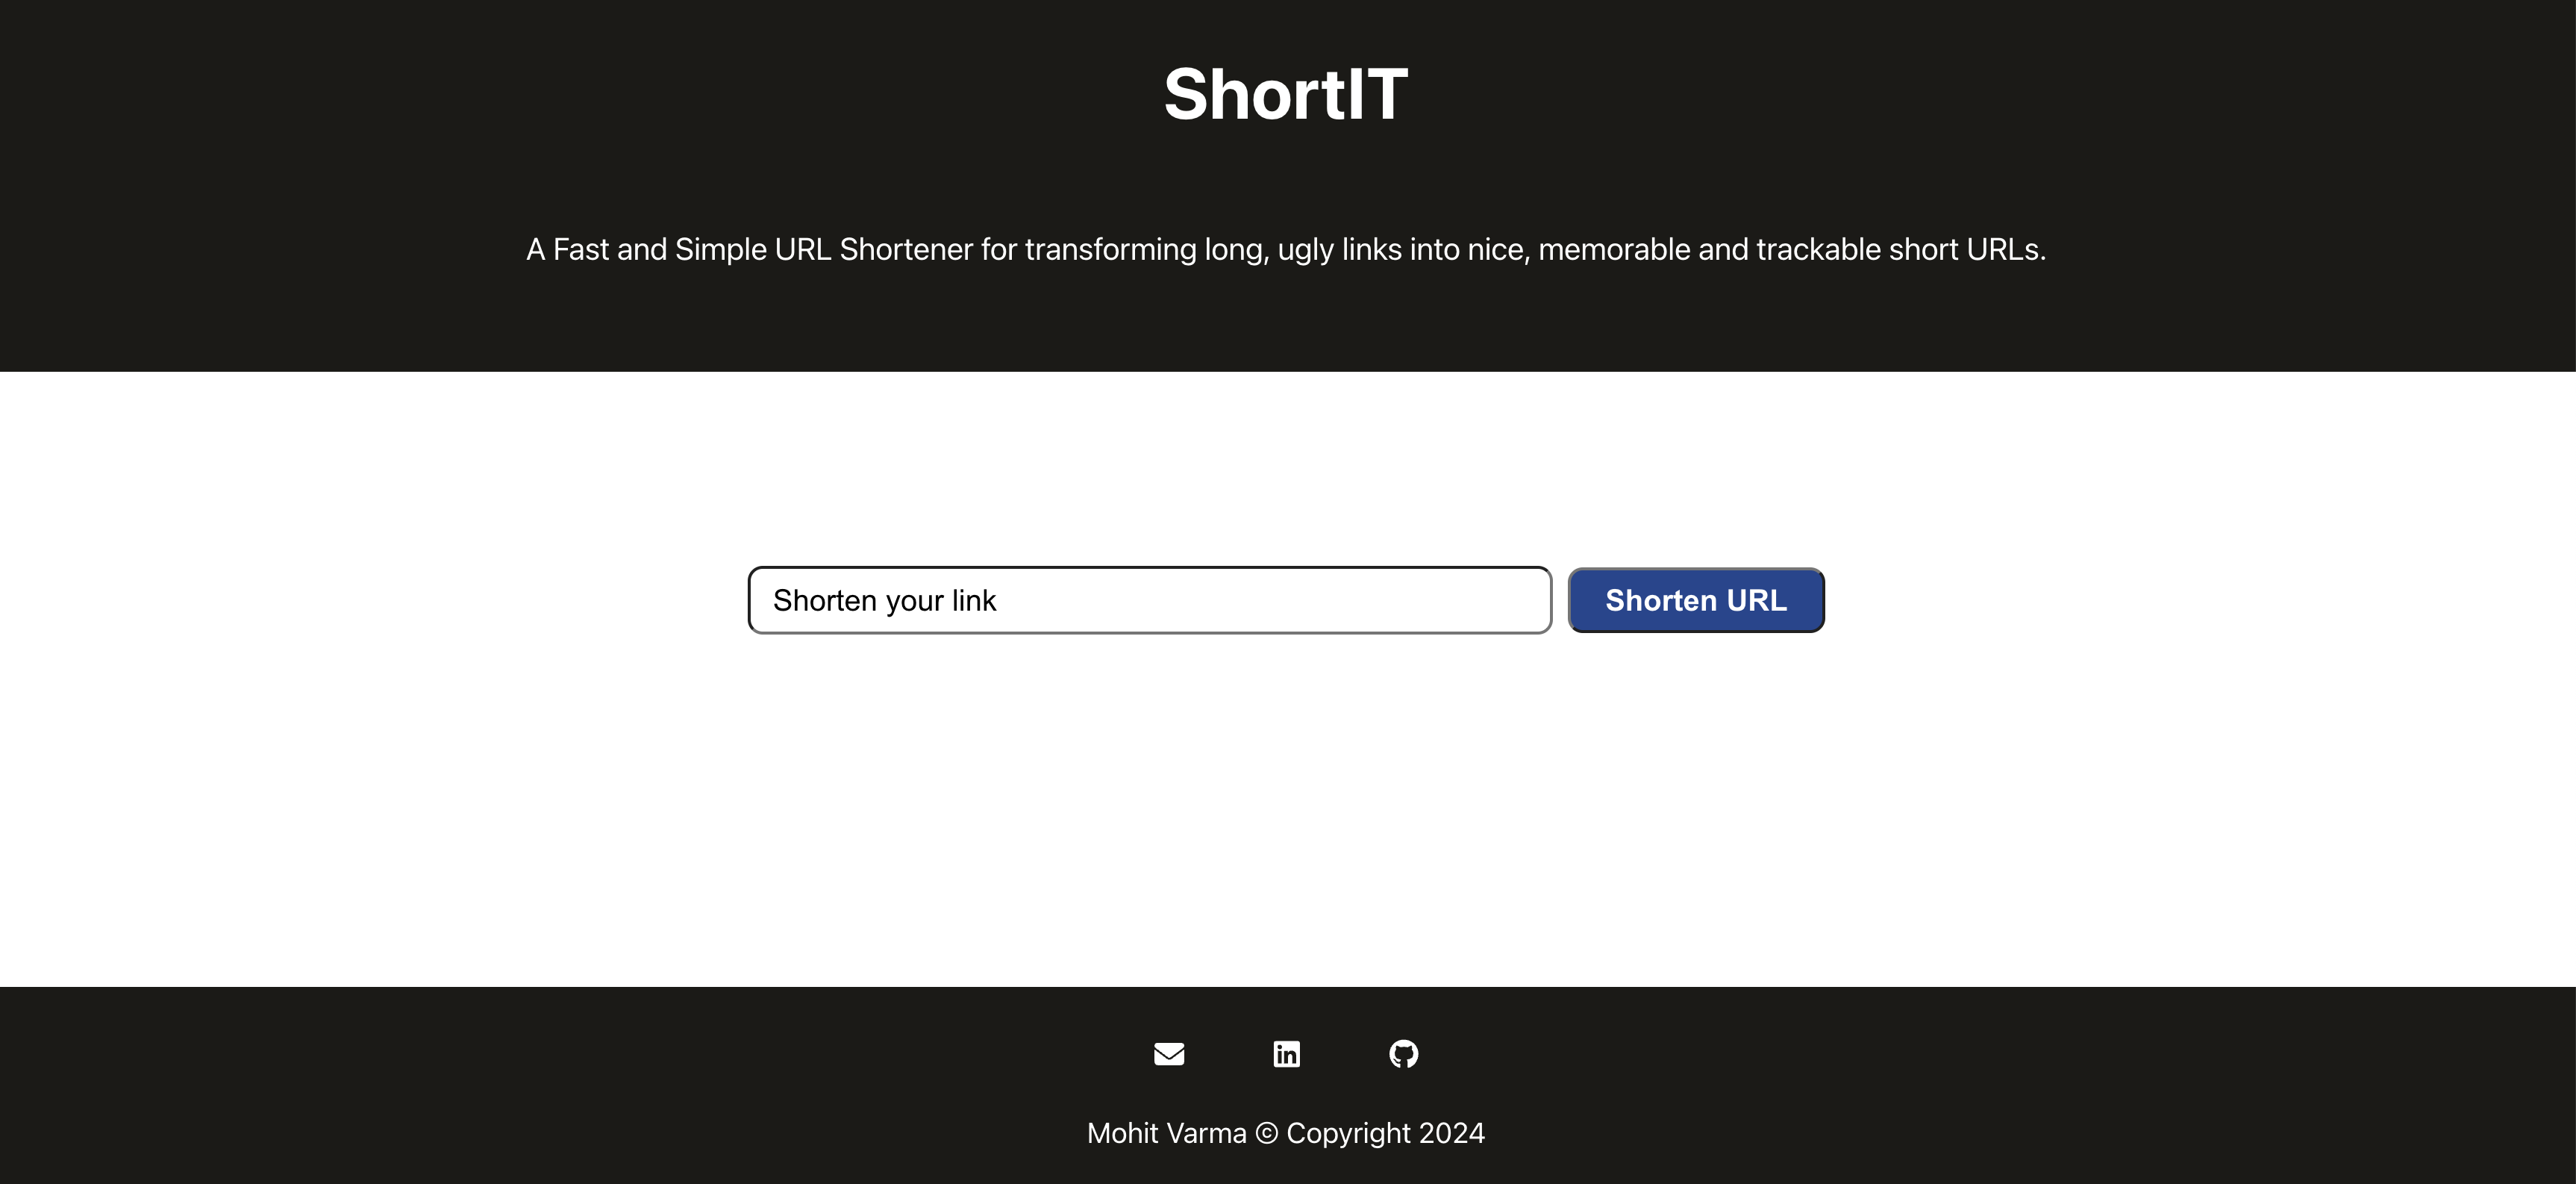 ShortIT
A Fast and Simple URL Shortener for transforming long, ugly links into nice, memorable and trackable short URLs.
Shorten your link
Shorten URL
Mohit Varma © Copyright 2024